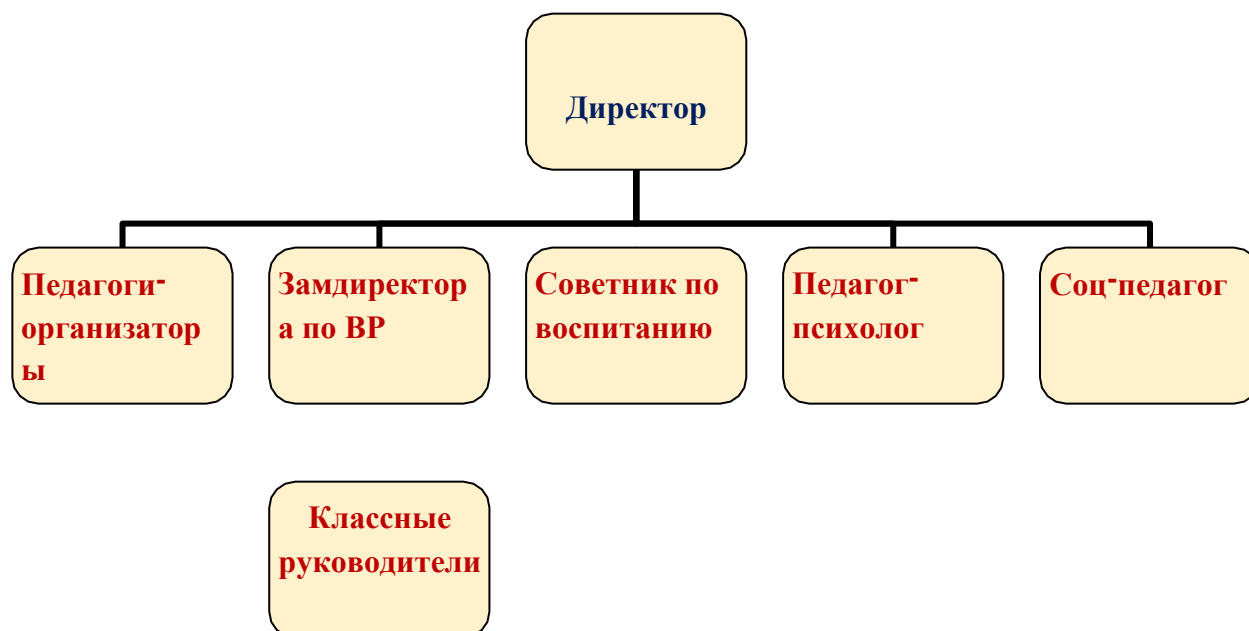 Директор
Педагоги-
организатор
ы
Замдиректор
а по ВР
Советник по
воспитанию
Педагог-
психолог
Соц-педагог
Классные
руководители